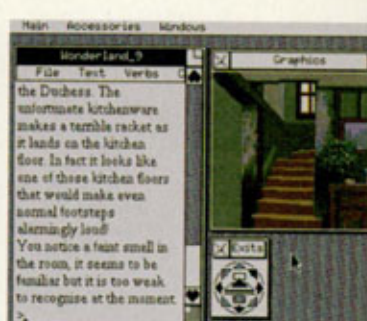 Main Accessories Windows
Wonderland_9
Graphics
File Text Verbs
the Duchess. The
unfortunate kitchenware
makes a terrible racket as
it lands on the kitchen
floor. In fact it looks like
one of those kitchen floors
that would make even
normal footsteps
alarmingly loud!
You notice a faint smell in
the room, it seems to be
familiar but it is too weak
to recognise at the moment
>
Exits